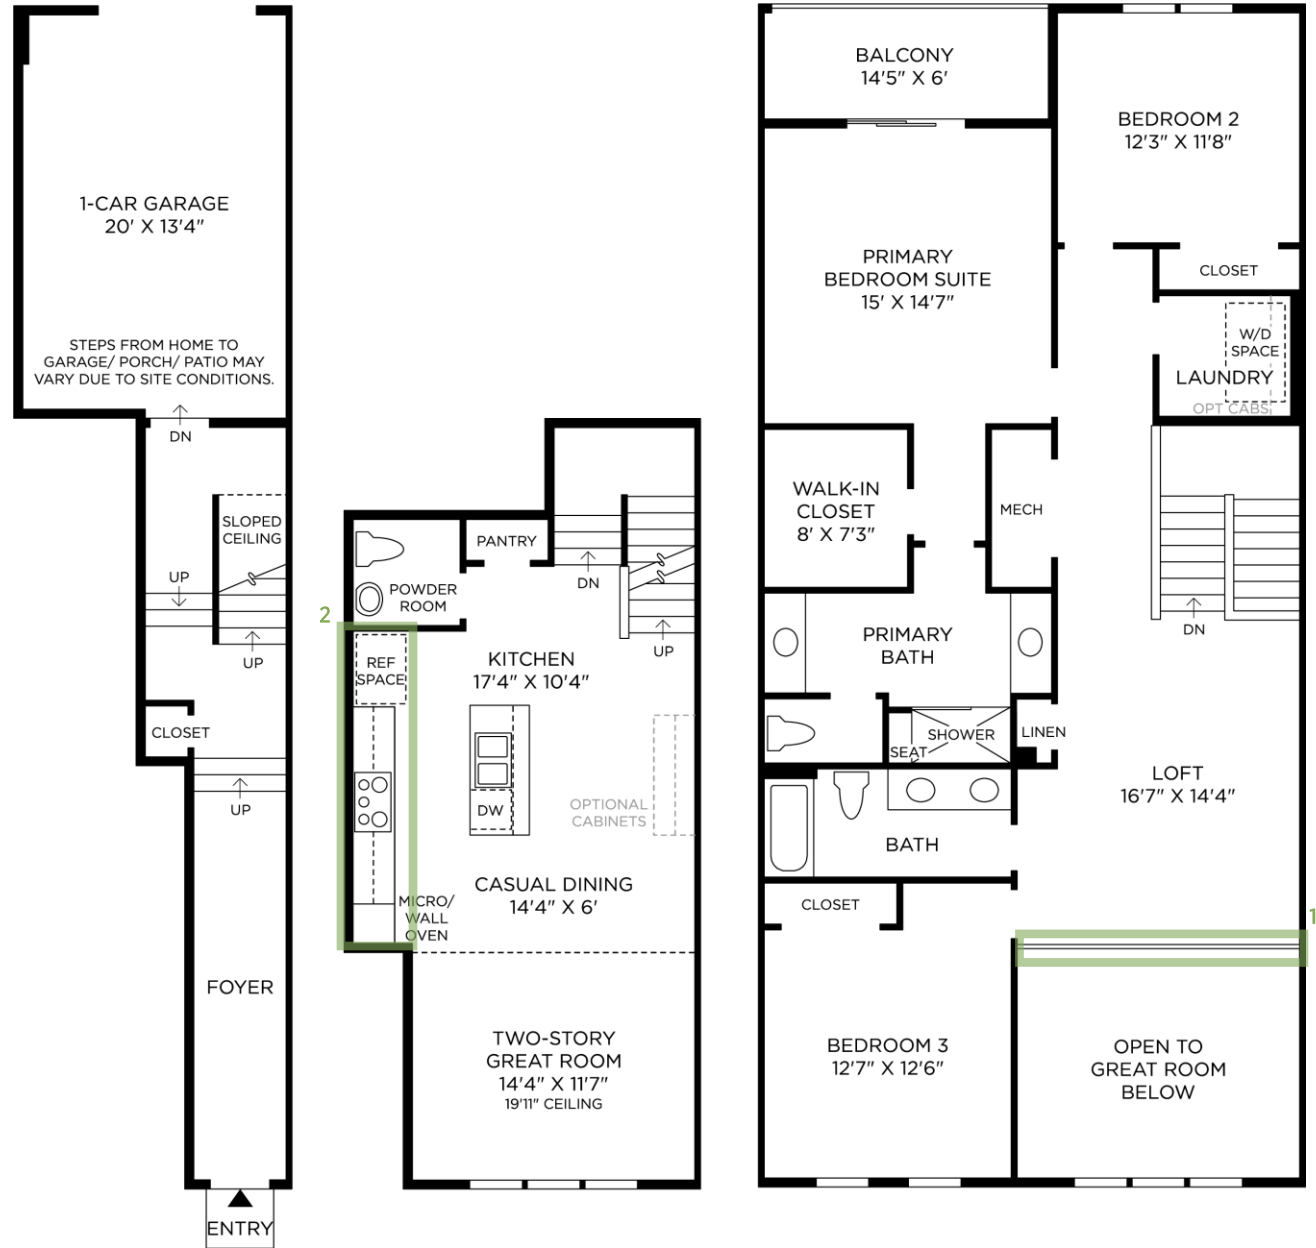 1-CAR GARAGE
20' X 13'4"
STEPS FROM HOME TO
GARAGE/ PORCH/ PATIO MAY
VARY DUE TO SITE CONDITIONS.
DN
SLOPED
CEILING
UP
UP
CLOSET
UP
FOYER
ENTRY
PANTRY
DN
POWDER
ROOM
UP
2
REF
SPACE
KITCHEN
17'4" X 10'4"
DW
OPTIONAL
CABINETS
CASUAL DINING
14'4" X 6'
MICRO/
WALL
OVEN
TWO-STORY
GREAT ROOM
14'4" X 11'7"
19'11" CEILING
BALCONY
14'5" X 6'
BEDROOM 2
12'3" X 11'8"
PRIMARY
BEDROOM SUITE
15' X 14'7"
CLOSET
W/D
SPACE
LAUNDRY
OPT CABS
WALK-IN
CLOSET
8' X 7'3"
MECH
DN
PRIMARY
BATH
SEAT
SHOWER
LINEN
LOFT
16'7" X 14'4"
BATH
CLOSET
1
BEDROOM 3
12'7" X 12'6"
OPEN TO
GREAT ROOM
BELOW